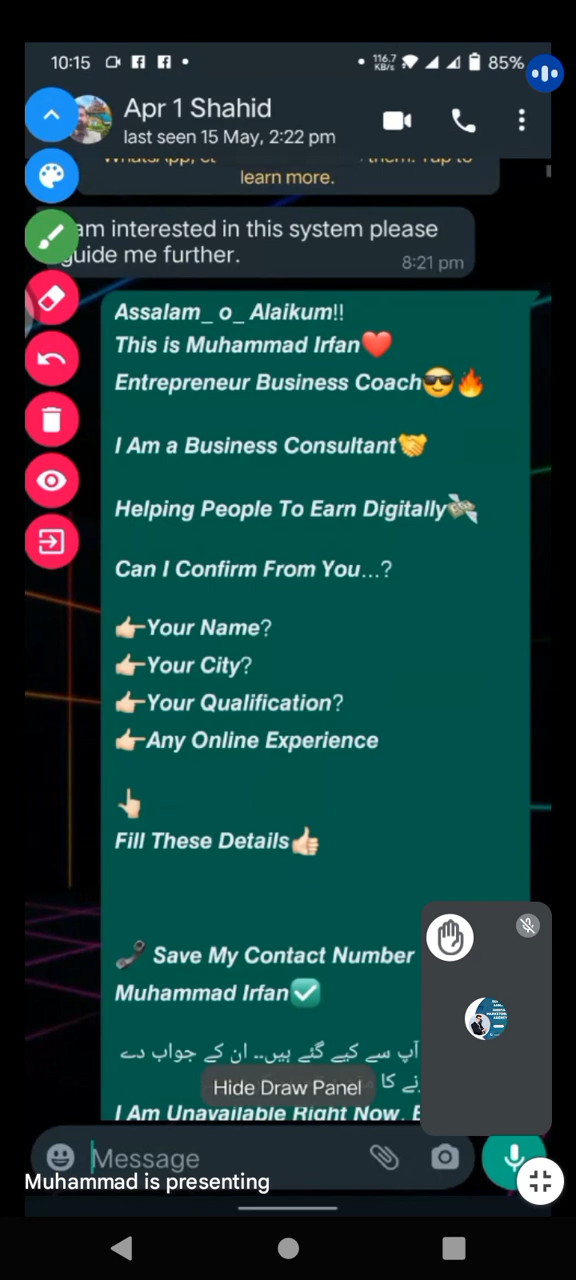 10:15
116.7 KB/s
85%
Apr 1 Shahid
last seen 15 May, 2:22 pm
learn more.
am interested in this system please
guide me further.
8:21 pm
Assalam_ o_ Alaikum!!
This is Muhammad Irfan❤️
Entrepreneur Business Coach😎🔥
I Am a Business Consultant🤝
Helping People To Earn Digitally💸
Can I Confirm From You...?
👉🏻Your Name?
👉🏻Your City?
👉🏻Your Qualification?
👉🏻Any Online Experience
👆🏻
Fill These Details👍🏻
📞 Save My Contact Number
Muhammad Irfan✅
آپ سے کیے گئے ہیں۔۔ ان کے جواب دے
Hide Draw Panel
I Am Unavailable Right Now.
Message
Muhammad is presenting